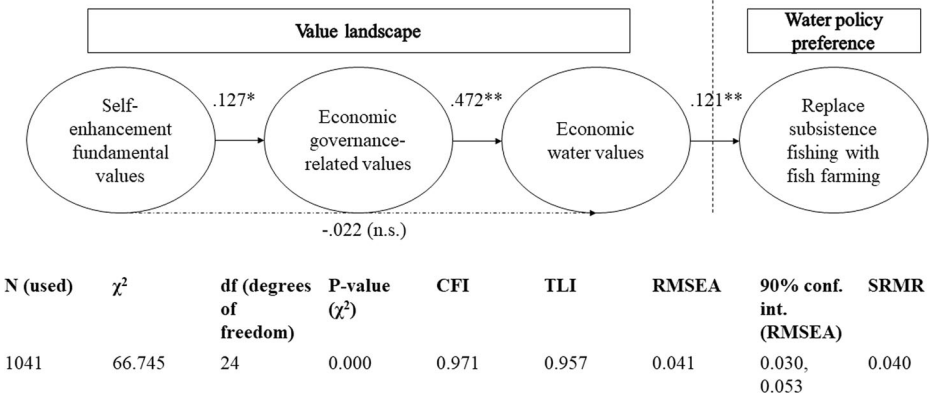 Value landscape
Water policy
preference
Self-
enhancement
fundamental
values
.127*
Economic
governance-
related values
.472**
Economic
water values
.121**
Replace
subsistence
fishing with
fish farming
-.022 (n.s.)
N (used) χ² df (degrees of freedom) P-value (χ²) CFI TLI RMSEA 90% conf. int. (RMSEA) SRMR
1041 66.745 24 0.000 0.971 0.957 0.041 0.030, 0.053 0.040